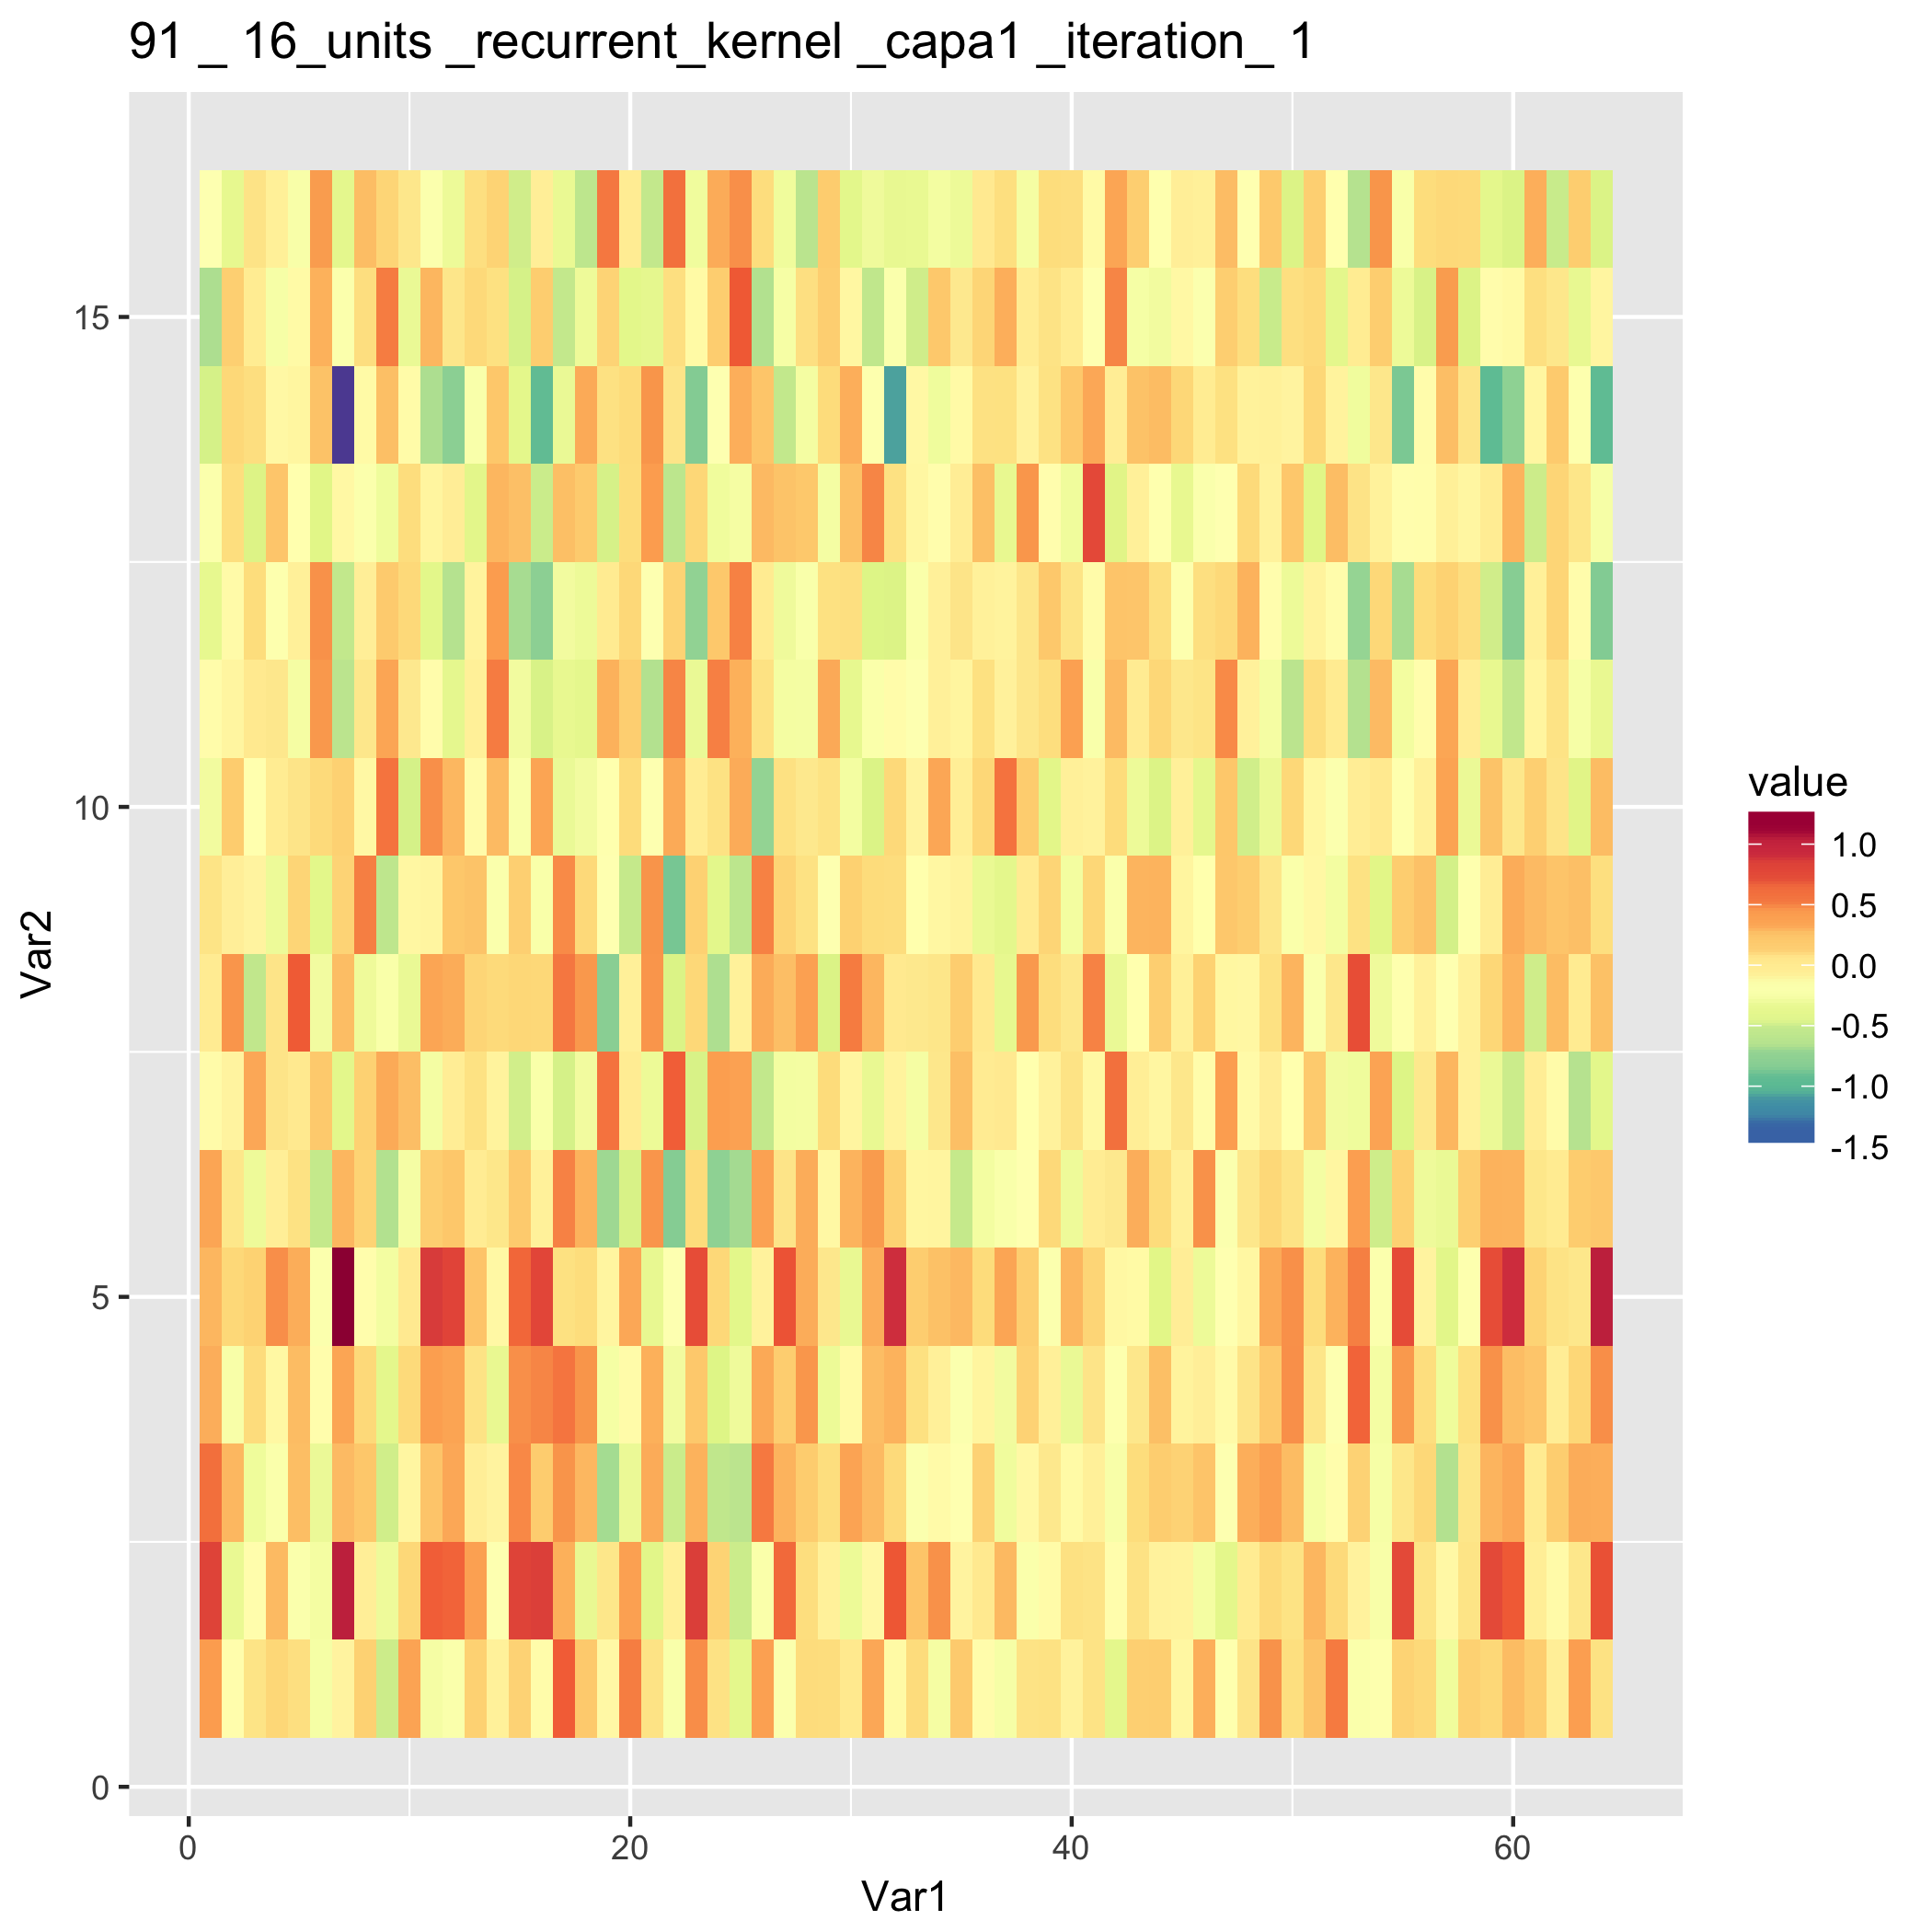 91 _ 16_units _recurrent_kernel _capa1 _iteration_ 1
15
10
5
0
Var2
0 20 40 60
Var1
value
1.0
0.5
0.0
-0.5
-1.0
-1.5